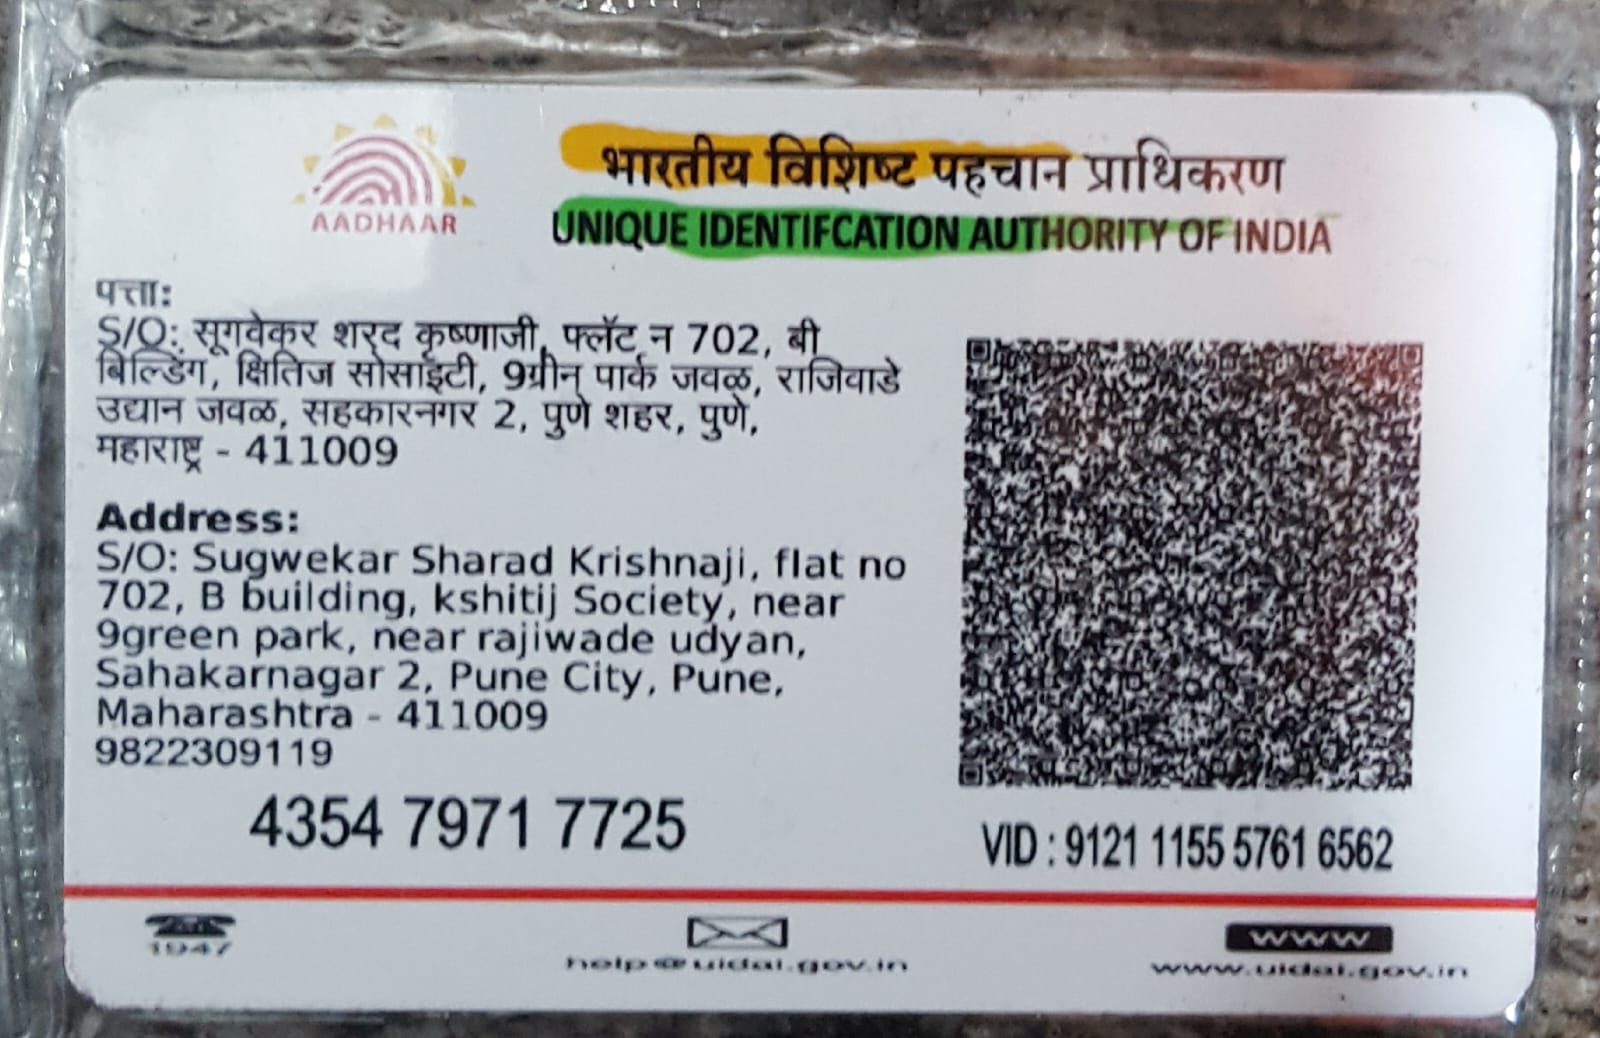 AADHAAR
भारतीय विशिष्ट पहचान प्राधिकरण
UNIQUE IDENTIFCATION AUTHORITY OF INDIA
पत्ता:
S/O: सूगवेकर शरद कृष्णाजी, फ्लॅट न 702, बी
बिल्डिंग, क्षितिज सोसाइटी, 9ग्रीन पार्क जवळ, राजिवाडे
उद्यान जवळ, सहकारनगर 2, पुणे शहर, पुणे,
महाराष्ट्र - 411009
Address:
S/O: Sugwekar Sharad Krishnaji, flat no
702, B building, kshitij Society, near
9green park, near rajiwade udyan,
Sahakarnagar 2, Pune City, Pune,
Maharashtra - 411009
9822309119
4354 7971 7725
VID : 9121 1155 5761 6562
1947
help@uidai.gov.in
www
www.uidai.gov.in